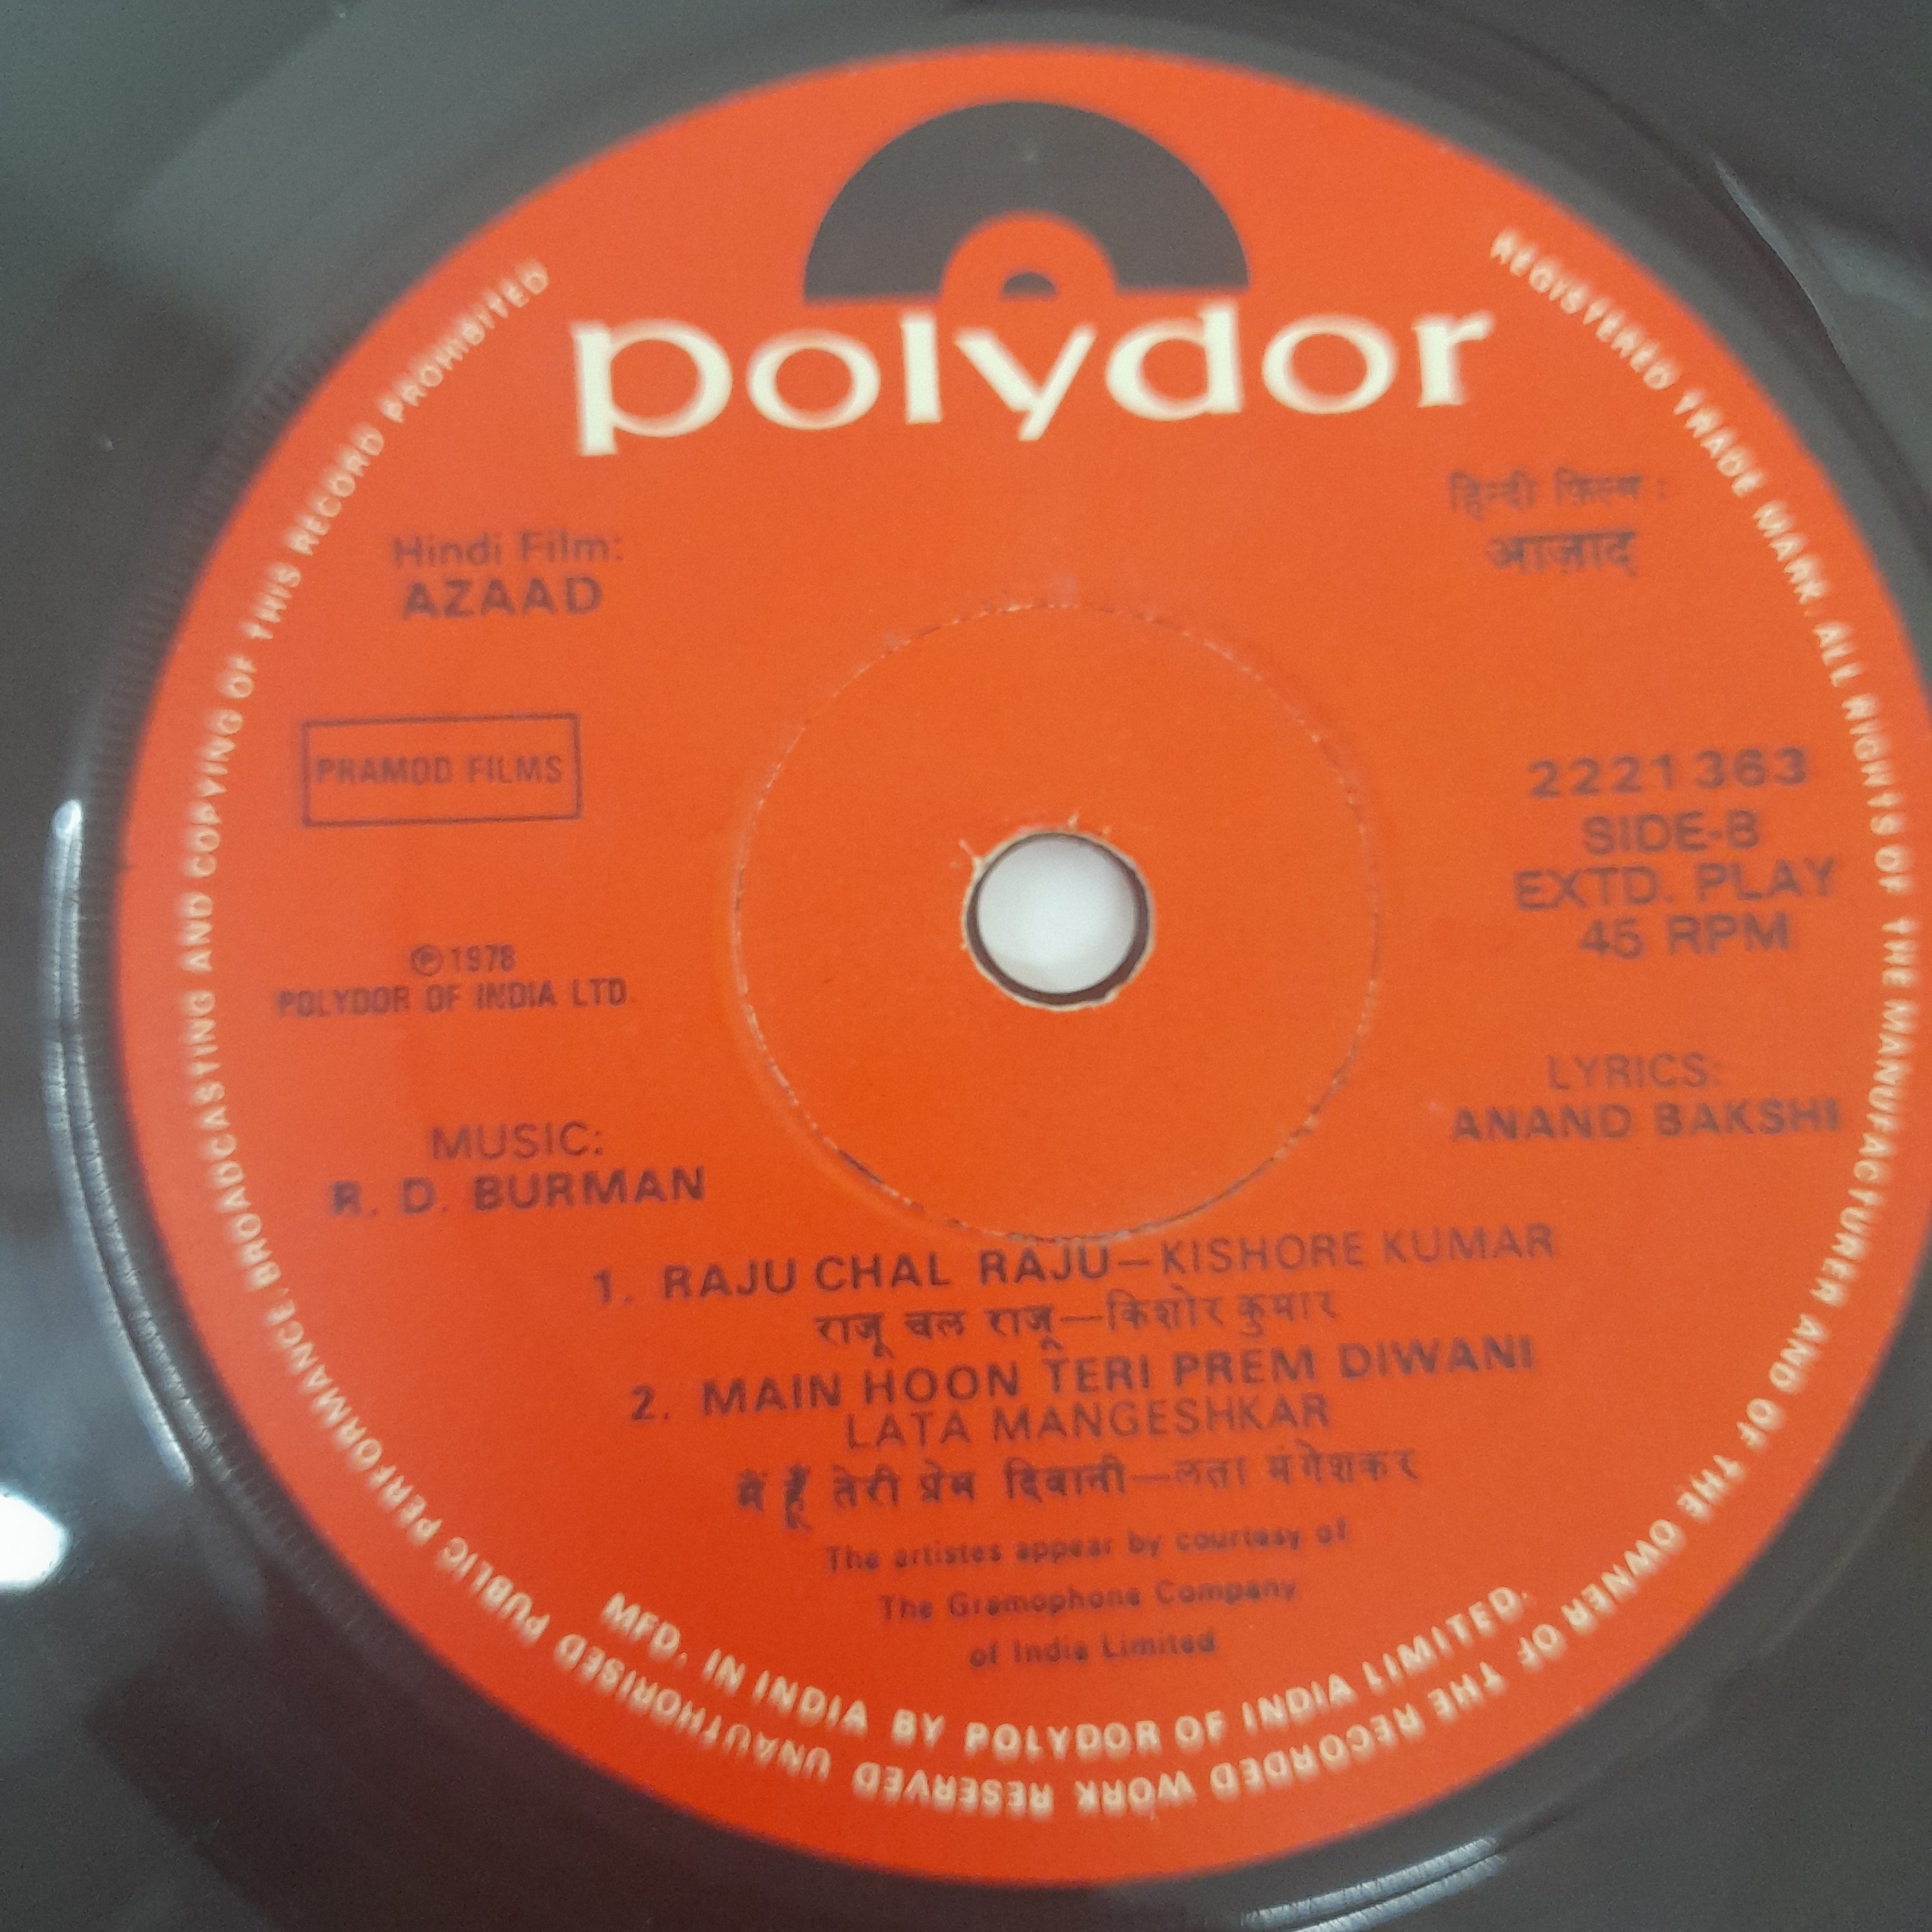 polydor
Hindi Film:
AZAAD
हिन्दी फ़िल्म :
आज़ाद
PRAMOD FILMS
2221 363
SIDE-B
EXTD. PLAY
45 RPM
℗ 1978
POLYDOR OF INDIA LTD.
MUSIC:
R. D. BURMAN
LYRICS:
ANAND BAKSHI
1. RAJU CHAL RAJU—KISHORE KUMAR
राजू चल राजू—किशोर कुमार
2. MAIN HOON TERI PREM DIWANI
LATA MANGESHKAR
मैं हूँ तेरी प्रेम दिवानी—लता मंगेशकर
The artistes appear by courtesy of
The Gramophone Company
of India Limited
MFD. IN INDIA BY POLYDOR OF INDIA LIMITED.
REGISTERED TRADE MARK. ALL RIGHTS OF THE MANUFACTURER AND OF THE OWNER OF THE RECORDED WORK RESERVED UNAUTHORISED PUBLIC PERFORMANCE, BROADCASTING AND COPYING OF THIS RECORD PROHIBITED